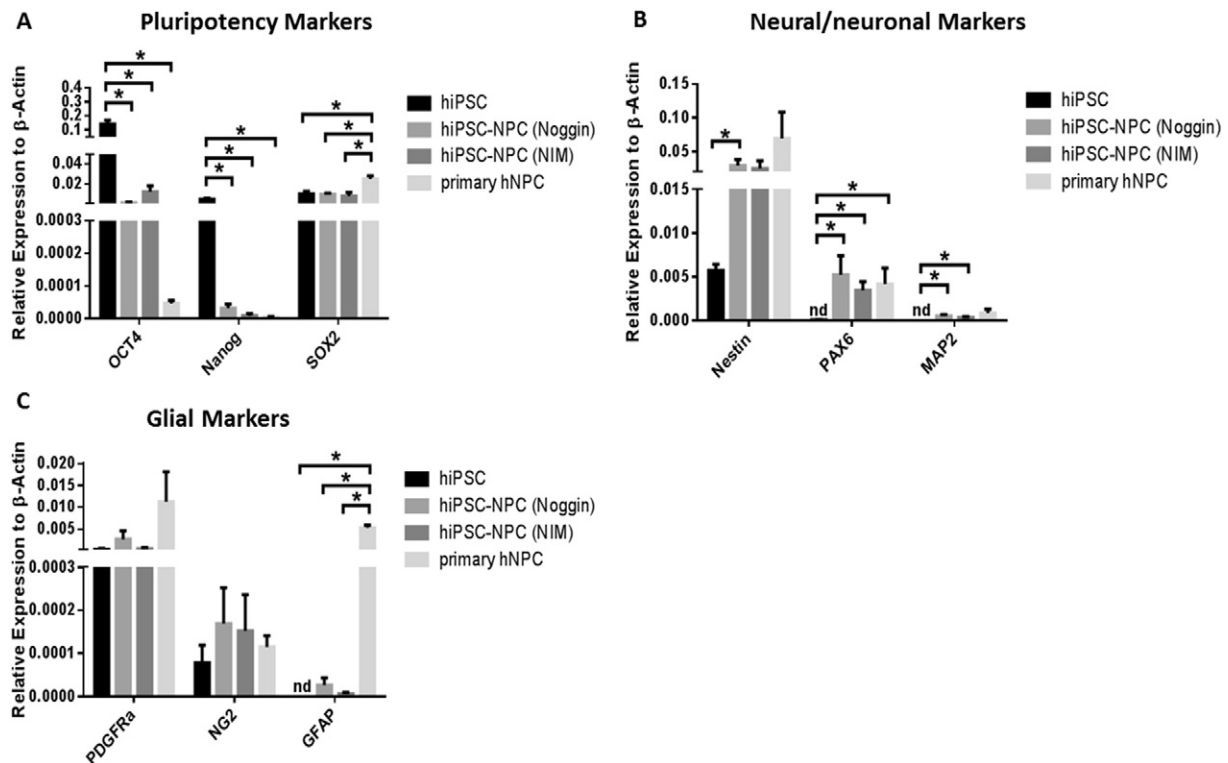 A
Pluripotency Markers
Relative Expression to β-Actin
0.4
0.3
0.2
0.1
0.04
0.02
0.0003
0.0002
0.0001
0.0000
* * *
* * *
* * *
OCT4
Nanog
SOX2
hiPSC
hiPSC-NPC (Noggin)
hiPSC-NPC (NIM)
primary hNPC
B
Neural/neuronal Markers
Relative Expression to β-Actin
0.15
0.10
0.05
0.015
0.010
0.005
0.000
*
* * *
* *
nd
nd
Nestin
PAX6
MAP2
hiPSC
hiPSC-NPC (Noggin)
hiPSC-NPC (NIM)
primary hNPC
C
Glial Markers
Relative Expression to β-Actin
0.020
0.015
0.010
0.005
0.0003
0.0002
0.0001
0.0000
* * *
nd
PDGFRa
NG2
GFAP
hiPSC
hiPSC-NPC (Noggin)
hiPSC-NPC (NIM)
primary hNPC